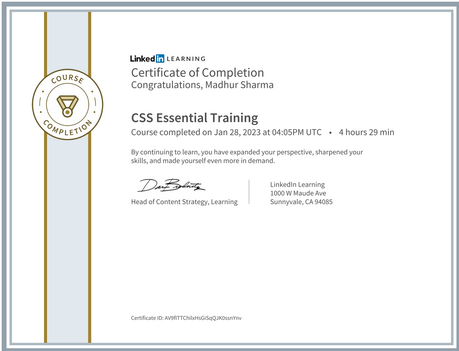 LinkedIn LEARNING
Certificate of Completion
Congratulations, Madhur Sharma
COURSE
COMPLETION
CSS Essential Training
Course completed on Jan 28, 2023 at 04:05PM UTC • 4 hours 29 min
By continuing to learn, you have expanded your perspective, sharpened your
skills, and made yourself even more in demand.
Head of Content Strategy, Learning
LinkedIn Learning
1000 W Maude Ave
Sunnyvale, CA 94085
Certificate ID: